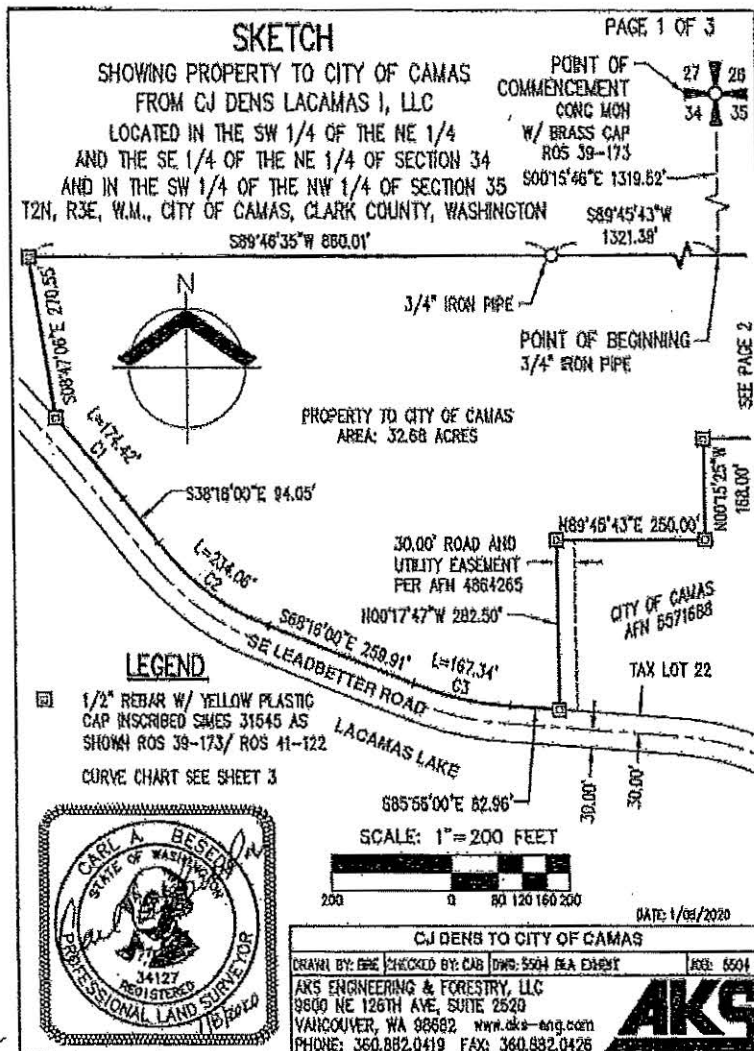 PAGE 1 OF 3
SKETCH
SHOWING PROPERTY TO CITY OF CAMAS
FROM CJ DENS LACAMAS I, LLC
LOCATED IN THE SW 1/4 OF THE NE 1/4
AND THE SE 1/4 OF THE NE 1/4 OF SECTION 34
AND IN THE SW 1/4 OF THE NW 1/4 OF SECTION 35
T2N, R3E, W.M., CITY OF CAMAS, CLARK COUNTY, WASHINGTON
POINT OF
COMMENCEMENT
CONC MON
W/ BRASS CAP
ROS 39-173
27 26
34 35
S00°15'46"E 1319.62'
S89°45'43"W
1321.38'
S89°46'35"W 860.01'
3/4" IRON PIPE
POINT OF BEGINNING
3/4" IRON PIPE
SEE PAGE 2
S08°47'06"E 270.55'
N
PROPERTY TO CITY OF CAMAS
AREA: 32.68 ACRES
L=174.42'
C1
S38°16'00"E 94.05'
N00°15'25"W
168.00'
N89°45'43"E 250.00'
30.00' ROAD AND
UTILITY EASEMENT
PER AFN 4864265
L=234.06'
C2
N00°17'47"W 282.50'
CITY OF CAMAS
AFN 5571688
S68°16'00"E 259.91'
L=167.34'
C3
TAX LOT 22
SE LEADBETTER ROAD
LACAMAS LAKE
LEGEND
1/2" REBAR W/ YELLOW PLASTIC
CAP INSCRIBED SIMES 31545 AS
SHOWN ROS 39-173/ ROS 41-122
CURVE CHART SEE SHEET 3
S85°56'00"E 82.96'
30.00'
30.00'
SCALE: 1"=200 FEET
200 0 80 120 160 200
CARL A. BESEDA
STATE OF WASHINGTON
34127
REGISTERED
PROFESSIONAL LAND SURVEYOR
1/8/2020
DATE: 1/08/2020
CJ DENS TO CITY OF CAMAS
DRAWN BY: BRE CHECKED BY: CAB DWG: 5504 BLA EXHIBIT JOB: 5504
AKS ENGINEERING & FORESTRY, LLC
9600 NE 126TH AVE, SUITE 2520
VANCOUVER, WA 98682 www.aks-eng.com
PHONE: 360.882.0419 FAX: 360.882.0426
AKS